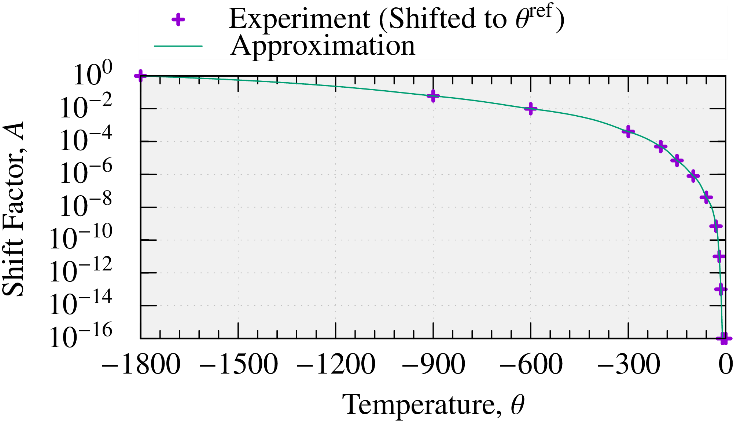 Experiment (Shifted to θ^ref)
Approximation
10^0
10^−2
10^−4
10^−6
10^−8
10^−10
10^−12
10^−14
10^−16
Shift Factor, A
−1800 −1500 −1200 −900 −600 −300 0
Temperature, θ